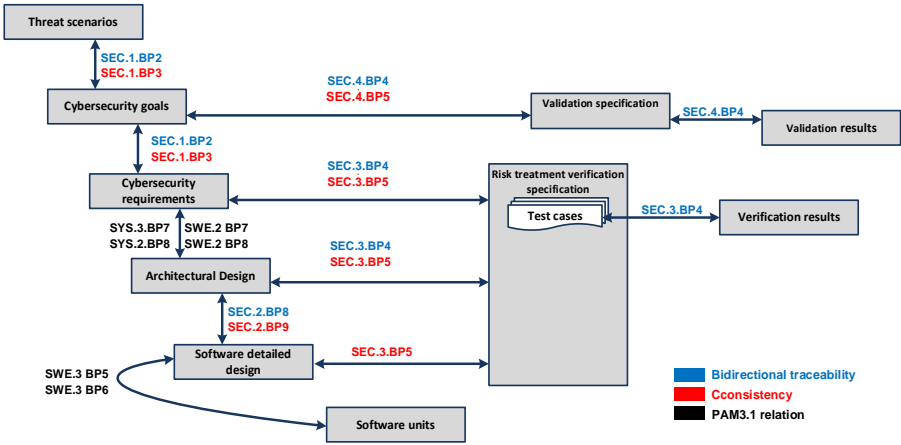 Threat scenarios
SEC.1.BP2
SEC.1.BP3
Cybersecurity goals
SEC.4.BP4
SEC.4.BP5
Validation specification
SEC.4.BP4
Validation results
SEC.1.BP2
SEC.1.BP3
Cybersecurity
requirements
SEC.3.BP4
SEC.3.BP5
Risk treatment verification
specification
Test cases
SEC.3.BP4
Verification results
SYS.3.BP7 SWE.2 BP7
SYS.2.BP8 SWE.2 BP8
Architectural Design
SEC.3.BP4
SEC.3.BP5
SEC.2.BP8
SEC.2.BP9
Software detailed
design
SEC.3.BP5
SWE.3 BP5
SWE.3 BP6
Software units
Bidirectional traceability
Cconsistency
PAM3.1 relation